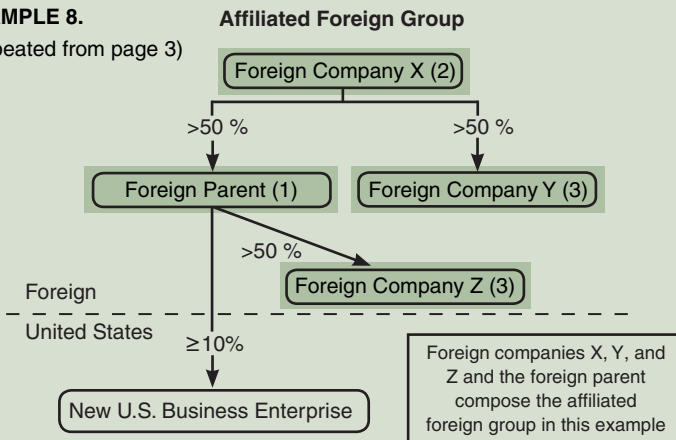 MPLE 8.
Affiliated Foreign Group
peated from page 3)
Foreign Company X (2)
>50 %
>50 %
Foreign Parent (1)
Foreign Company Y (3)
>50 %
Foreign Company Z (3)
Foreign
United States
≥10%
New U.S. Business Enterprise
Foreign companies X, Y, and
Z and the foreign parent
compose the affiliated
foreign group in this example